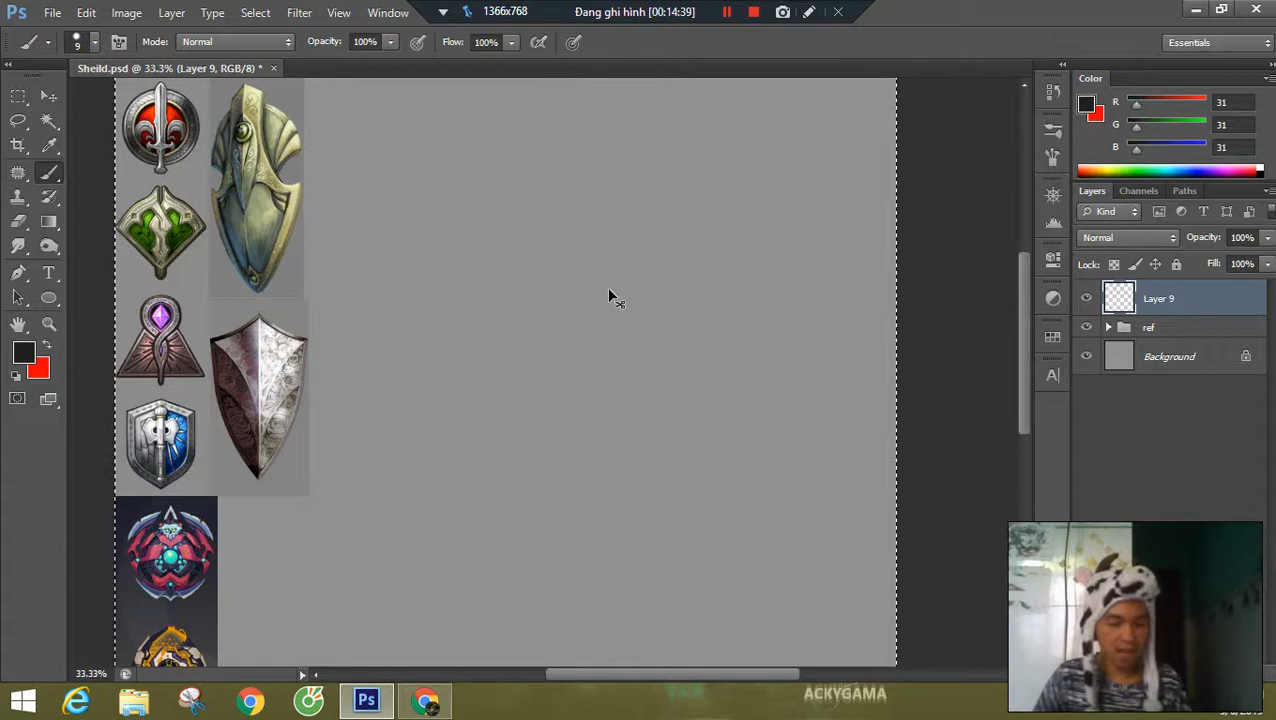 Ps File Edit Image Layer Type Select Filter View Window 1366x768 Đang ghi hình [00:14:39]
9 Mode: Normal Opacity: 100% Flow: 100% Essentials
Sheild.psd @ 33.3% (Layer 9, RGB/8) *
Color
R 31
G 31
B 31
Layers Channels Paths
Kind
Normal Opacity: 100%
Lock: Fill: 100%
Layer 9
ref
Background
33.33%
Ps ACKYGAMA